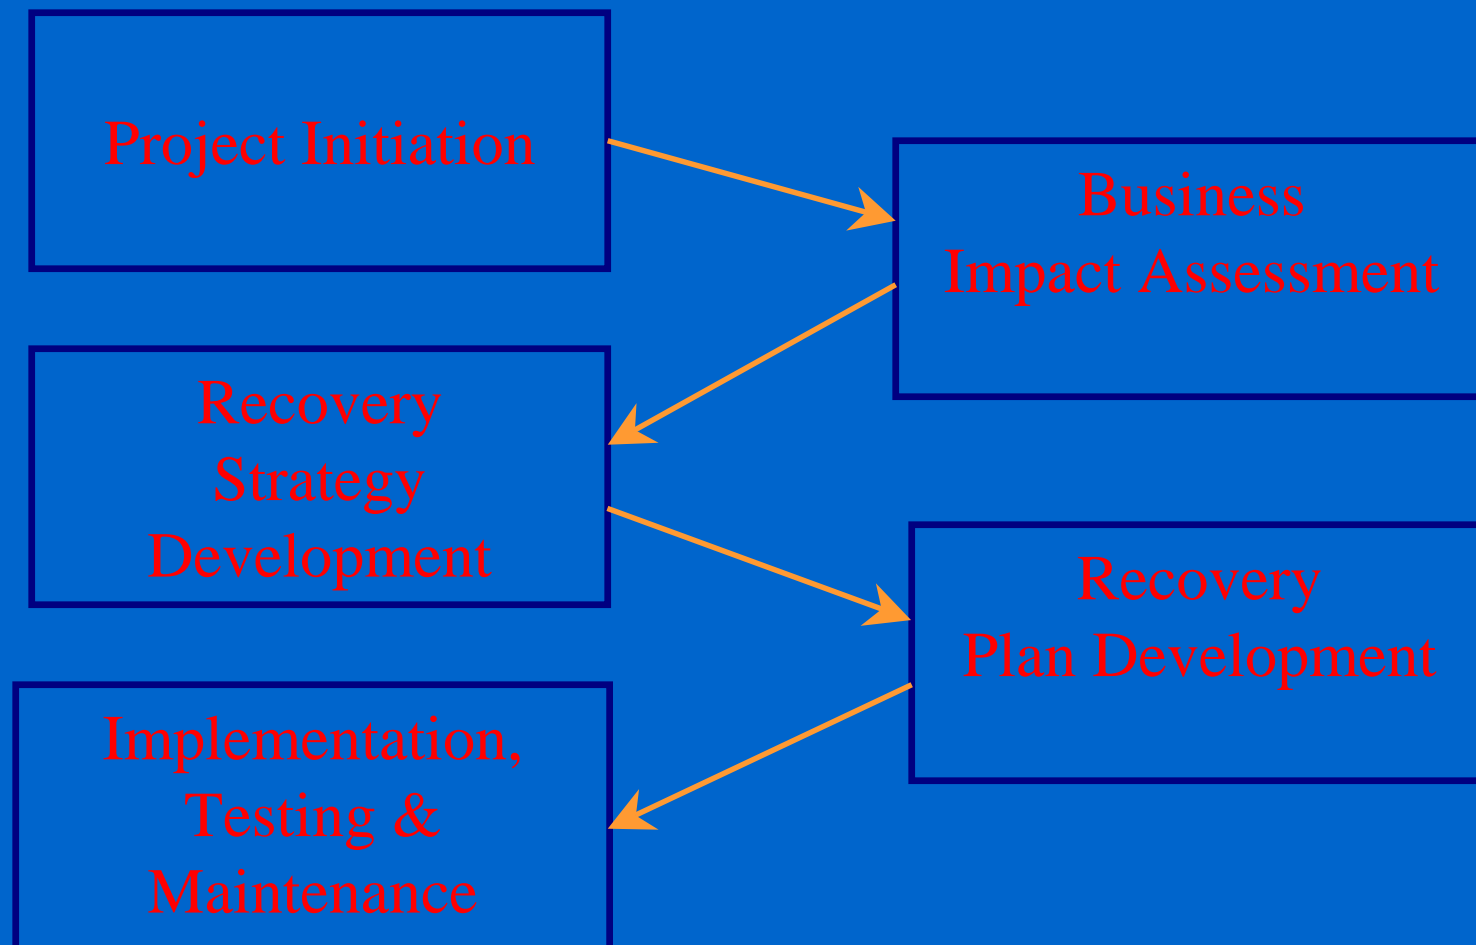 Project Initiation
Business
Impact Assessment
Recovery
Strategy
Development
Recovery
Plan Development
Implementation,
Testing &
Maintenance